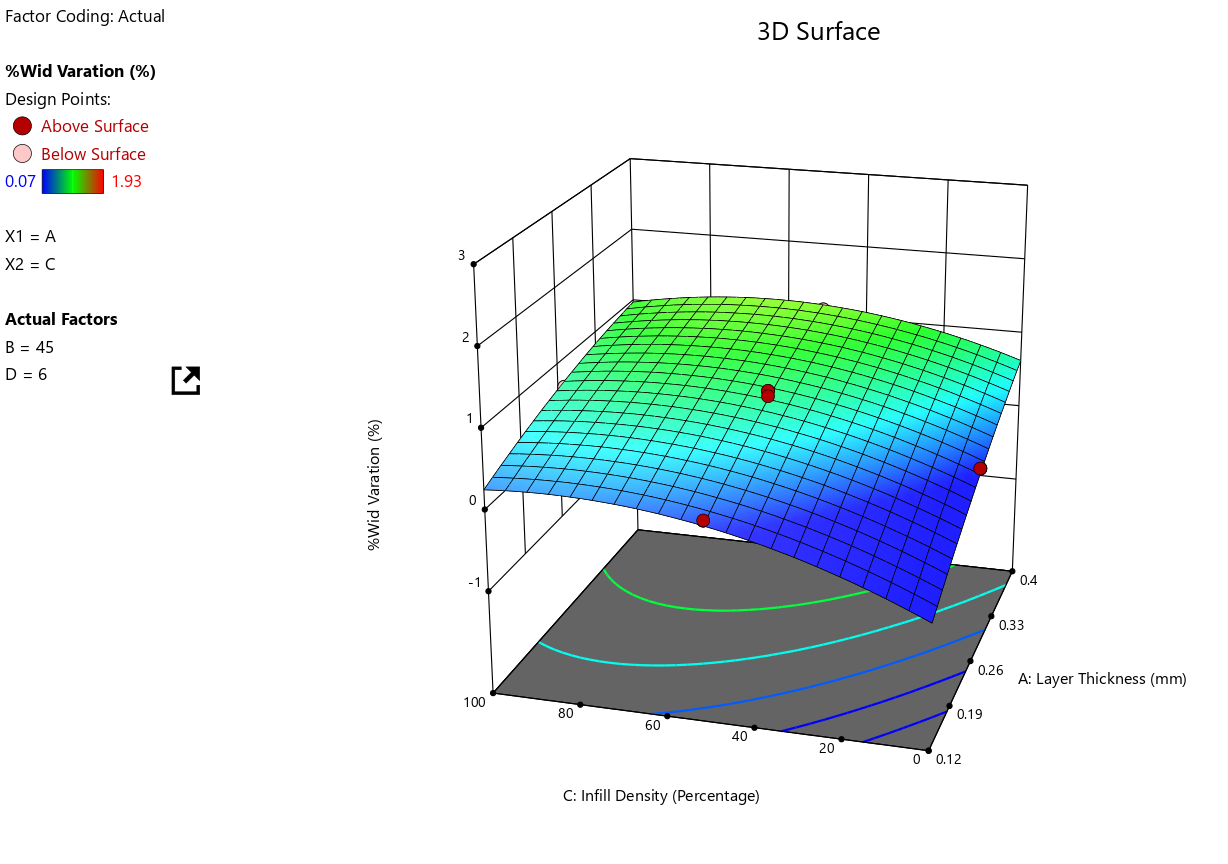 Factor Coding: Actual
3D Surface
%Wid Varation (%)
Design Points:
Above Surface
Below Surface
0.07 1.93
X1 = A
X2 = C
Actual Factors
B = 45
D = 6
3
2
1
0
-1
%Wid Varation (%)
0.4
0.33
0.26
0.19
0.12
A: Layer Thickness (mm)
100
80
60
40
20
0
C: Infill Density (Percentage)